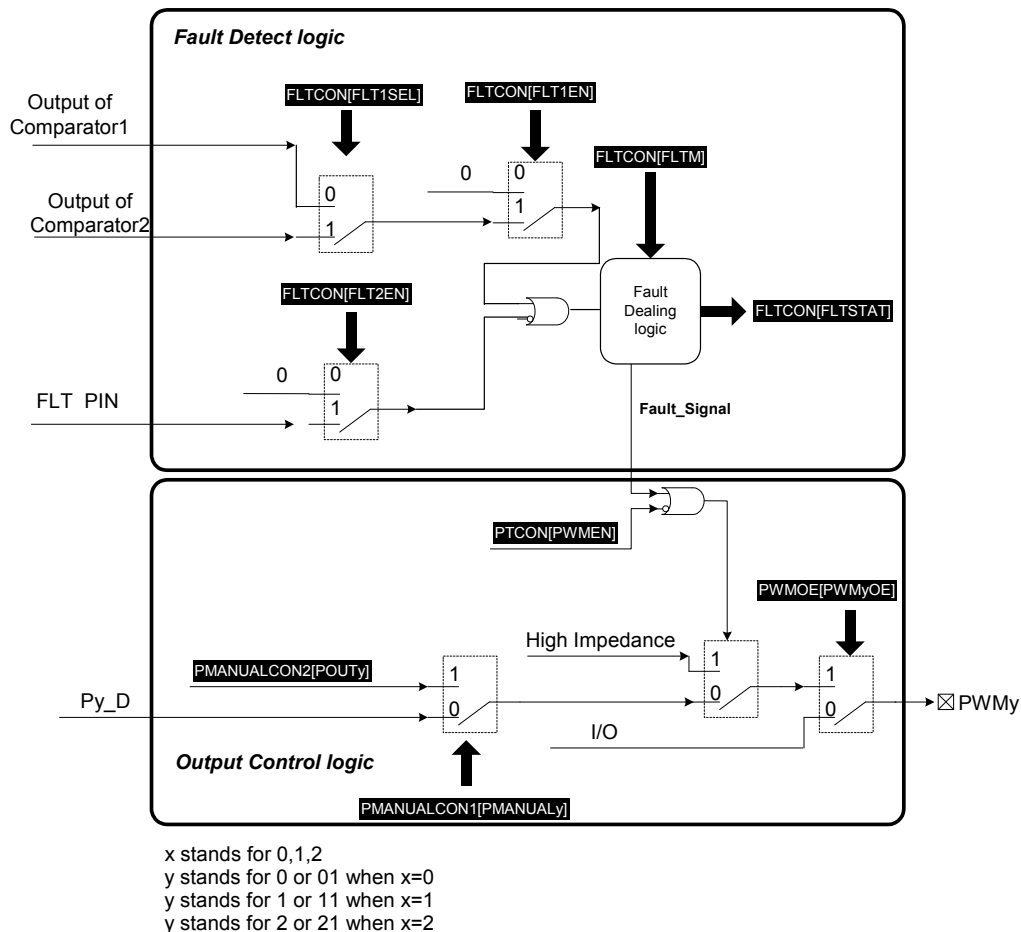 Fault Detect logic
FLTCON[FLT1SEL]
FLTCON[FLT1EN]
Output of
Comparator1
FLTCON[FLTM]
0
0
0
1
Output of
Comparator2
1
FLTCON[FLT2EN]
Fault
Dealing
logic
FLTCON[FLTSTAT]
0
0
1
FLT PIN
Fault_Signal
PTCON[PWMEN]
PWMOE[PWMyOE]
High Impedance
1
PMANUALCON2[POUTy]
1
1
Py_D
0
0
0
PWMy
I/O
Output Control logic
PMANUALCON1[PMANUALy]
x stands for 0,1,2
y stands for 0 or 01 when x=0
y stands for 1 or 11 when x=1
y stands for 2 or 21 when x=2